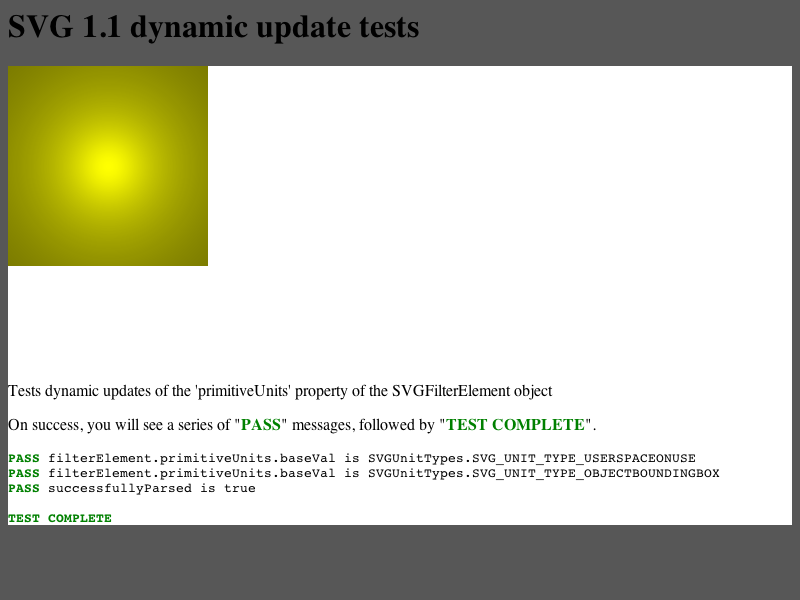 SVG 1.1 dynamic update tests
Tests dynamic updates of the 'primitiveUnits' property of the SVGFilterElement object
On success, you will see a series of "PASS" messages, followed by "TEST COMPLETE".
PASS filterElement.primitiveUnits.baseVal is SVGUnitTypes.SVG_UNIT_TYPE_USERSPACEONUSE
PASS filterElement.primitiveUnits.baseVal is SVGUnitTypes.SVG_UNIT_TYPE_OBJECTBOUNDINGBOX
PASS successfullyParsed is true
TEST COMPLETE